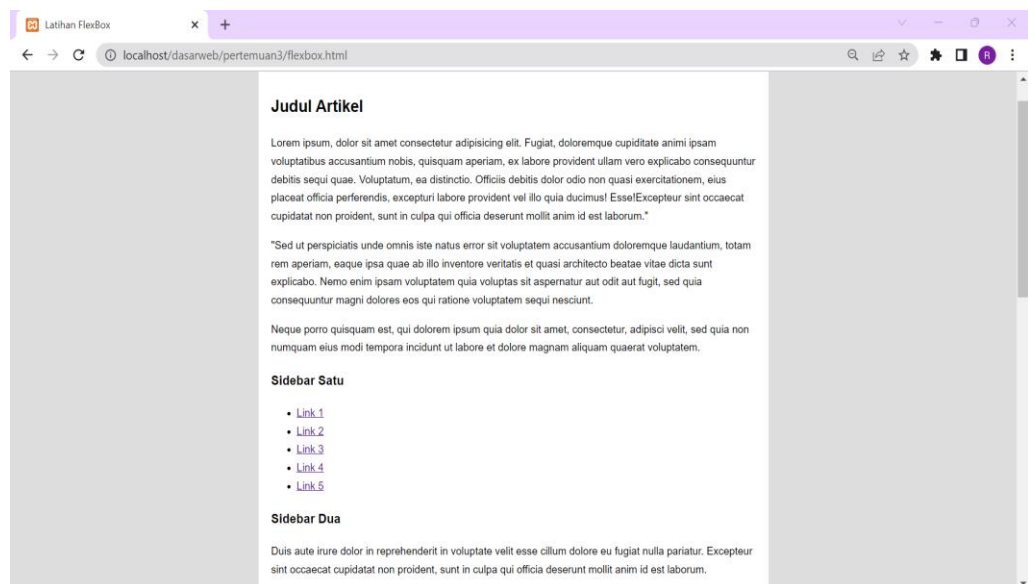 Latihan FlexBox
localhost/dasarweb/pertemuan3/flexbox.html
R
Judul Artikel
Lorem ipsum, dolor sit amet consectetur adipisicing elit. Fugiat, doloremque cupiditate animi ipsam
voluptatibus accusantium nobis, quisquam aperiam, ex labore provident ullam vero explicabo consequuntur
debitis sequi quae. Voluptatum, ea distinctio. Officiis debitis dolor odio non quasi exercitationem, eius
placeat officia perferendis, excepturi labore provident vel illo quia ducimus! Esse!Excepteur sint occaecat
cupidatat non proident, sunt in culpa qui officia deserunt mollit anim id est laborum."
"Sed ut perspiciatis unde omnis iste natus error sit voluptatem accusantium doloremque laudantium, totam
rem aperiam, eaque ipsa quae ab illo inventore veritatis et quasi architecto beatae vitae dicta sunt
explicabo. Nemo enim ipsam voluptatem quia voluptas sit aspernatur aut odit aut fugit, sed quia
consequuntur magni dolores eos qui ratione voluptatem sequi nesciunt.
Neque porro quisquam est, qui dolorem ipsum quia dolor sit amet, consectetur, adipisci velit, sed quia non
numquam eius modi tempora incidunt ut labore et dolore magnam aliquam quaerat voluptatem.
Sidebar Satu
• Link 1
• Link 2
• Link 3
• Link 4
• Link 5
Sidebar Dua
Duis aute irure dolor in reprehenderit in voluptate velit esse cillum dolore eu fugiat nulla pariatur. Excepteur
sint occaecat cupidatat non proident, sunt in culpa qui officia deserunt mollit anim id est laborum.